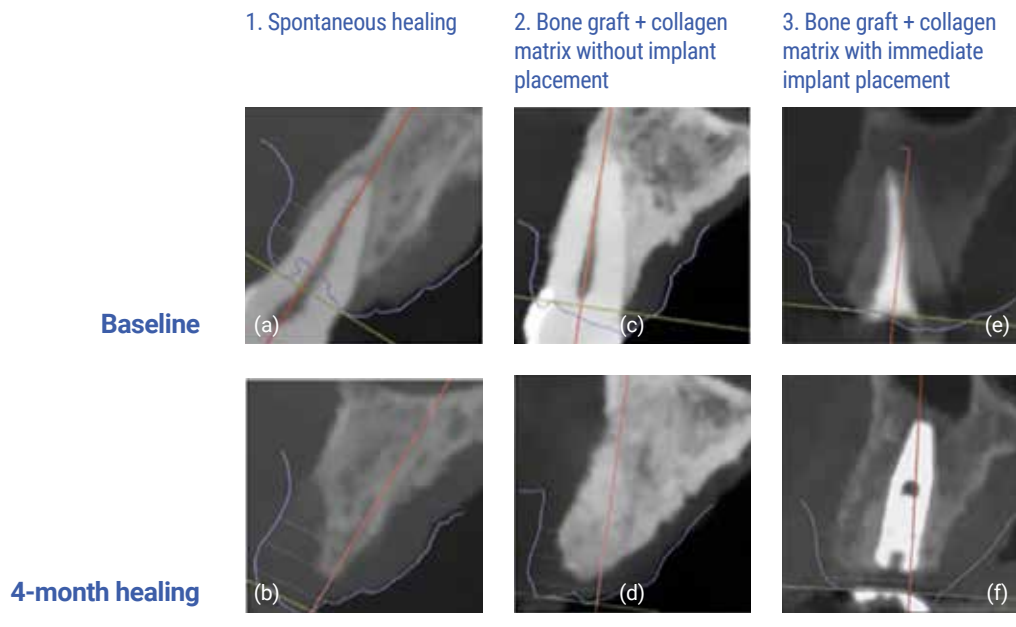 1. Spontaneous healing
2. Bone graft + collagen
matrix without implant
placement
3. Bone graft + collagen
matrix with immediate
implant placement
Baseline
(a)
(c)
(e)
4-month healing
(b)
(d)
(f)